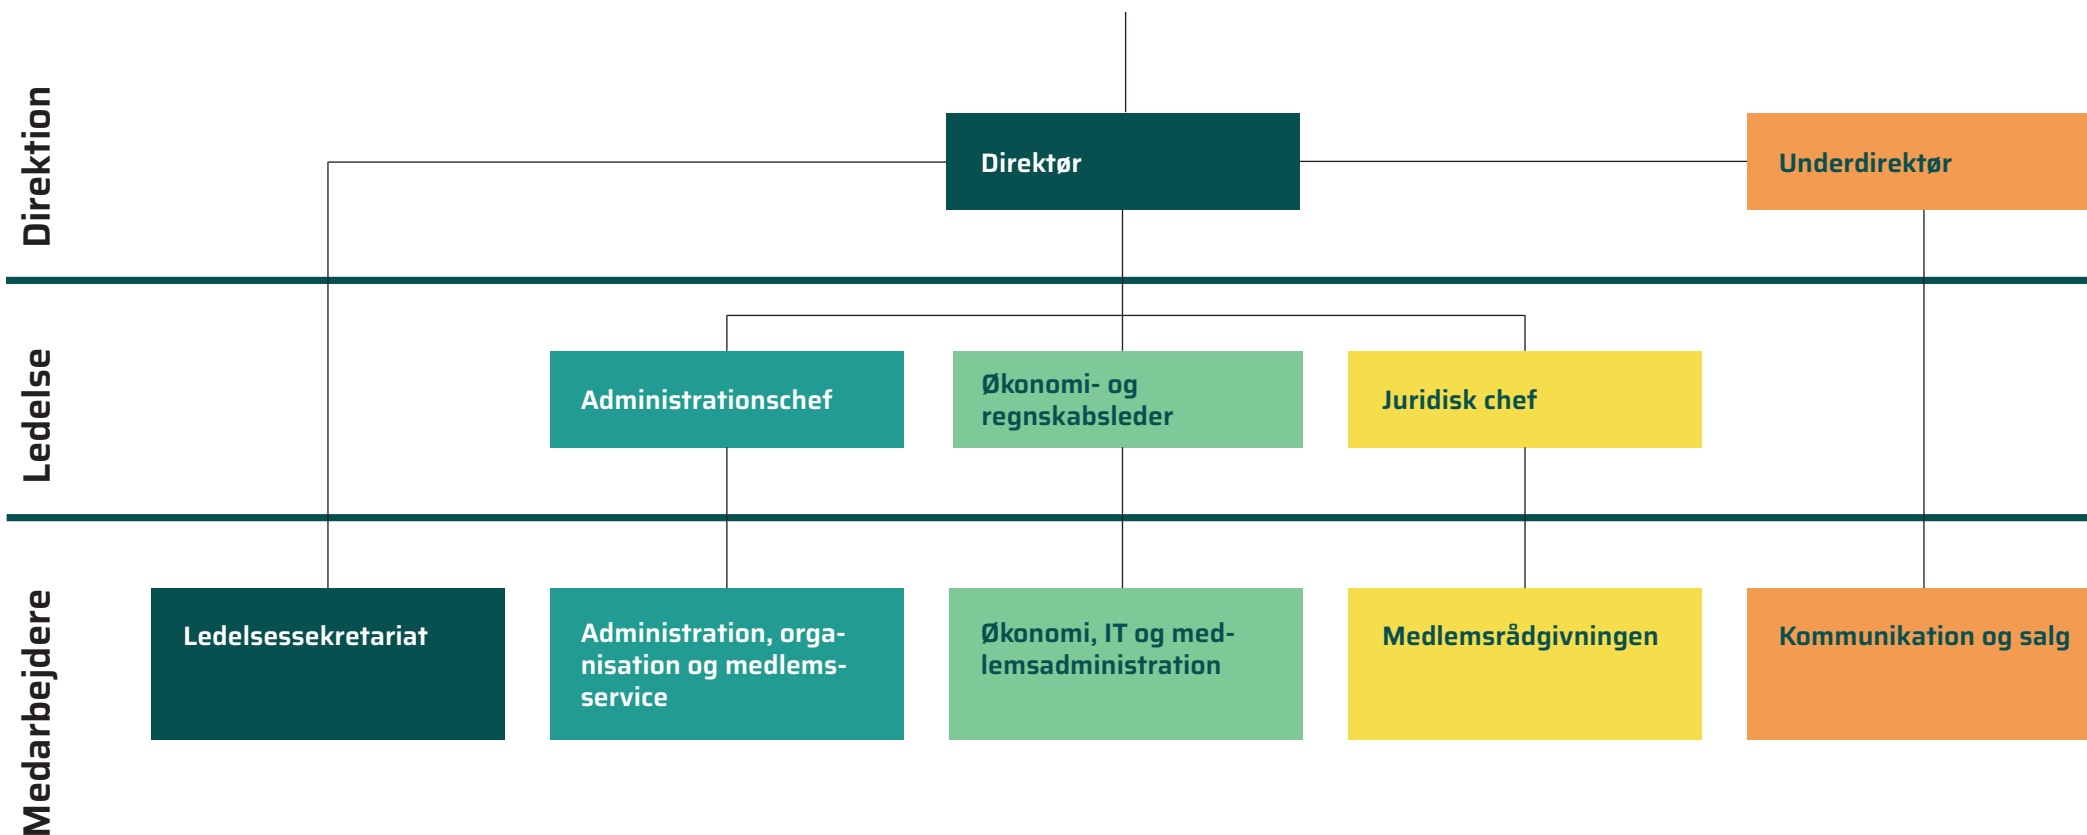 Direktion
Direktør
Underdirektør
Ledelse
Administrationschef
Økonomi- og
regnskabsleder
Juridisk chef
Medarbejdere
Ledelsessekretariat
Administration, orga-
nisation og medlems-
service
Økonomi, IT og med-
lemsadministration
Medlemsrådgivningen
Kommunikation og salg